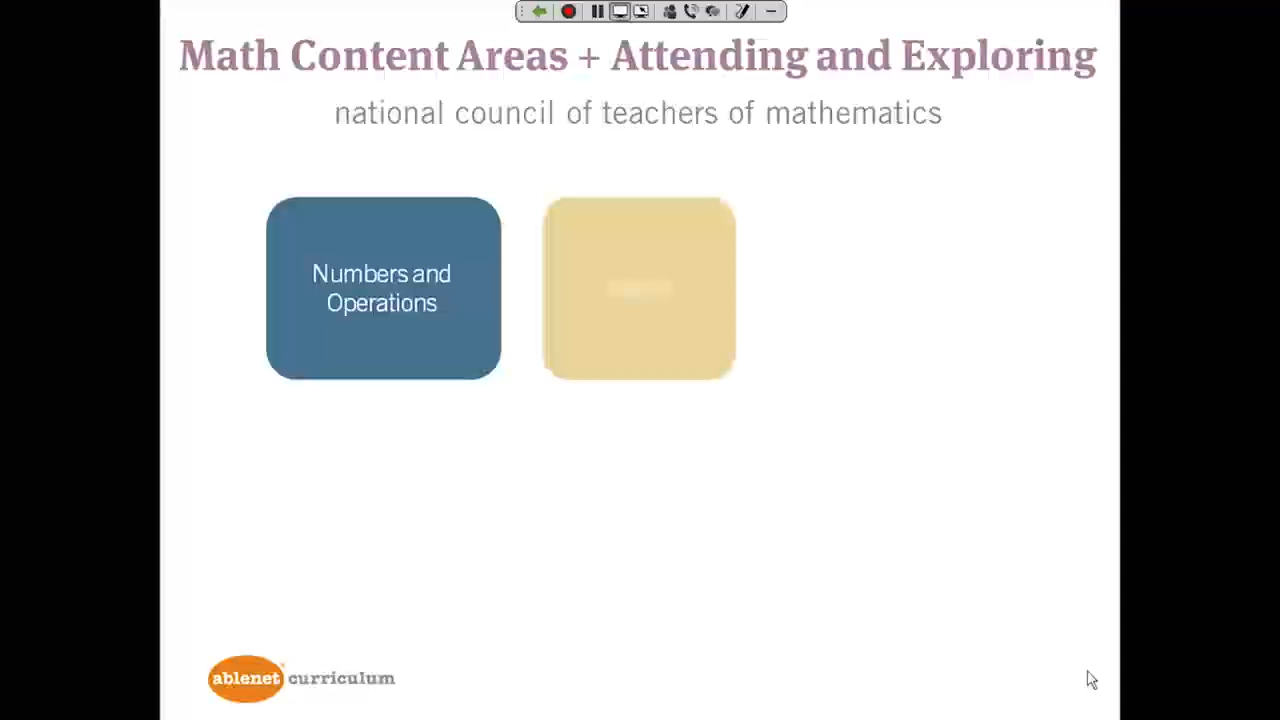 Math Content Areas + Attending and Exploring
national council of teachers of mathematics
Numbers and
Operations
ablenet curriculum